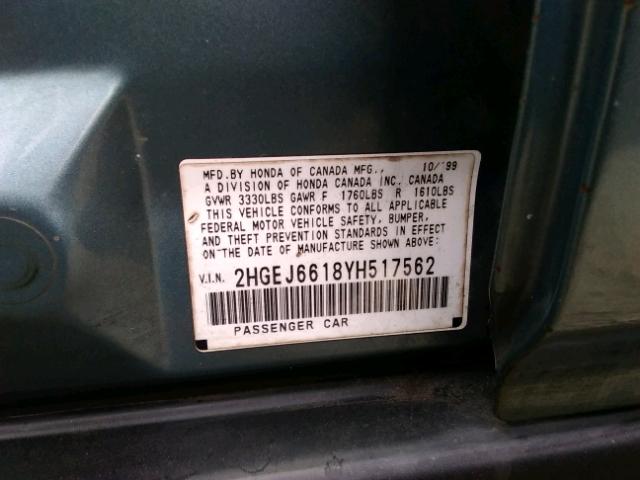 MFD.BY HONDA OF CANADA MFG., 10/'99
A DIVISION OF HONDA CANADA INC. CANADA
GVWR 3330LBS GAWR F 1760LBS R 1610LBS
THIS VEHICLE CONFORMS TO ALL APPLICABLE
FEDERAL MOTOR VEHICLE SAFETY, BUMPER,
AND THEFT PREVENTION STANDARDS IN EFFECT
ON THE DATE OF MANUFACTURE SHOWN ABOVE:
V.I.N. 2HGEJ6618YH517562
PASSENGER CAR